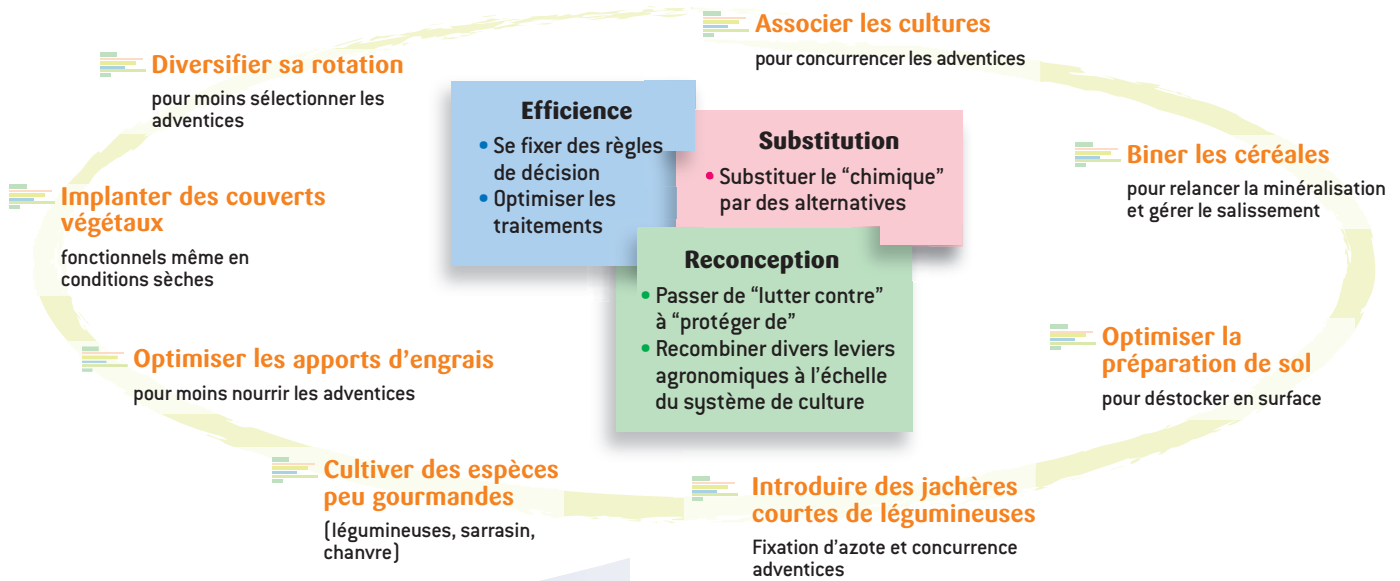 Associer les cultures
pour concurrencer les adventices
Diversifier sa rotation
pour moins sélectionner les
adventices
Efficience
• Se fixer des règles
de décision
• Optimiser les
traitements
Substitution
• Substituer le “chimique”
par des alternatives
Reconception
• Passer de “lutter contre”
à “protéger de”
• Recombiner divers leviers
agronomiques à l’échelle
du système de culture
Biner les céréales
pour relancer la minéralisation
et gérer le salissement
Implanter des couverts
végétaux
fonctionnels même en
conditions sèches
Optimiser les apports d’engrais
pour moins nourrir les adventices
Optimiser la
préparation de sol
pour déstocker en surface
Cultiver des espèces
peu gourmandes
(légumineuses, sarrasin,
chanvre)
Introduire des jachères
courtes de légumineuses
Fixation d’azote et concurrence
adventices